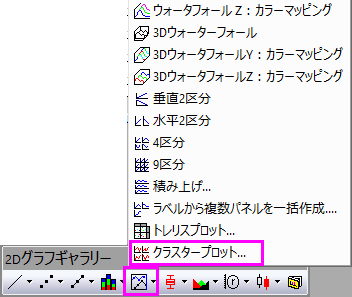 ウォータフォールZ：カラーマッピング
3Dウォーターフォール
3DウォータフォールY：カラーマッピング
3DウォータフォールZ：カラーマッピング
垂直2区分
水平2区分
4区分
9区分
積み上げ...
ラベルから複数パネルを一括作成....
トレリスプロット...
クラスタープロット...
2Dグラフギャラリー